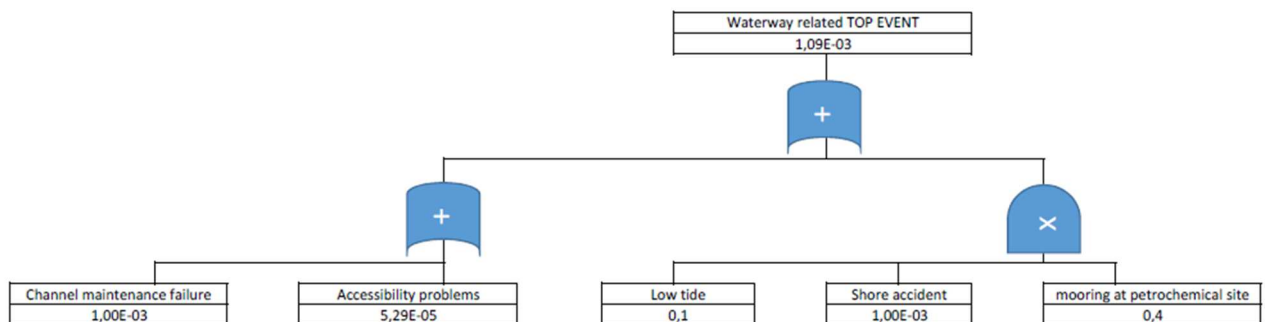 Waterway related TOP EVENT
1,09E-03
+
+
×
Channel maintenance failure
1,00E-03
Accessibility problems
5,29E-05
Low tide
0,1
Shore accident
1,00E-03
mooring at petrochemical site
0,4